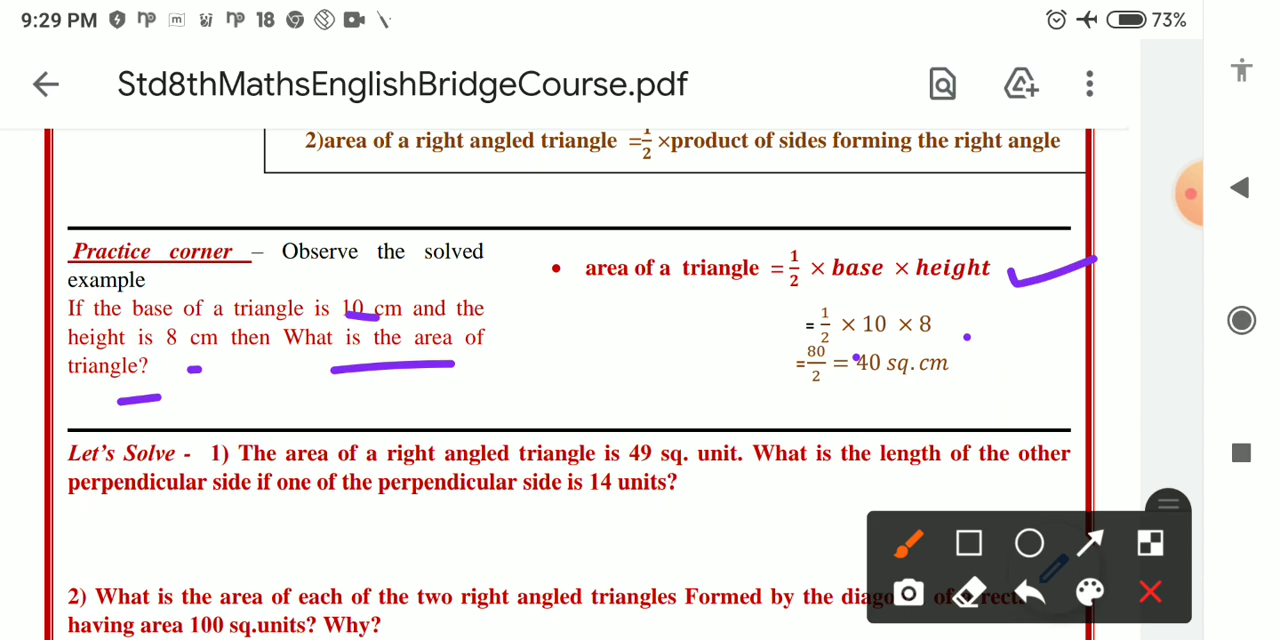 9:29 PM 18 73%
Std8thMathsEnglishBridgeCourse.pdf
2)area of a right angled triangle =1/2 ×product of sides forming the right angle
Practice corner – Observe the solved
example
If the base of a triangle is 10 cm and the
height is 8 cm then What is the area of
triangle?
• area of a triangle = 1/2 × base × height
= 1/2 × 10 × 8
= 80/2 = 40 sq. cm
Let's Solve - 1) The area of a right angled triangle is 49 sq. unit. What is the length of the other
perpendicular side if one of the perpendicular side is 14 units?
2) What is the area of each of the two right angled triangles Formed by the
having area 100 sq.units? Why?